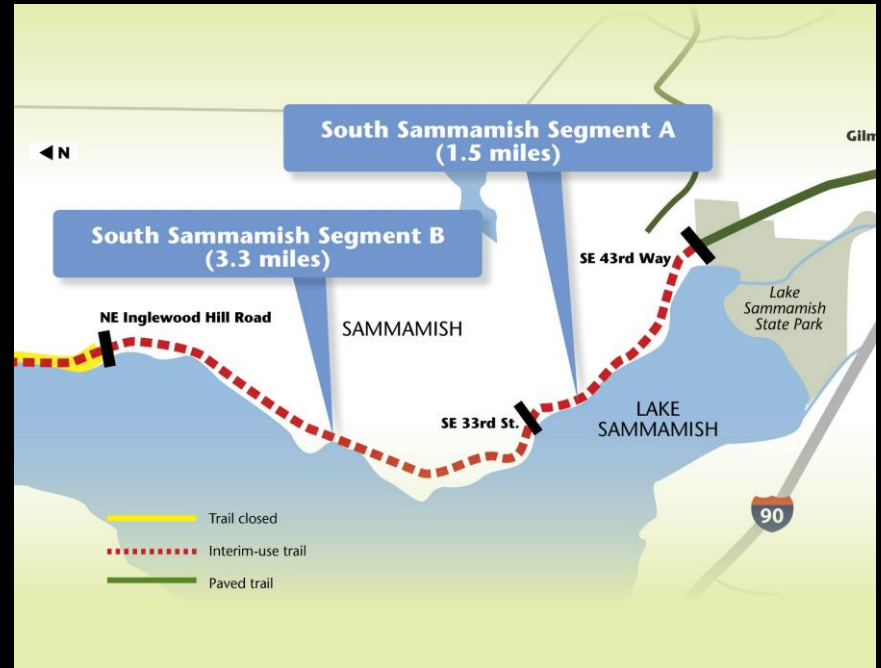 South Sammamish Segment A
(1.5 miles)
Gilm
N
South Sammamish Segment B
(3.3 miles)
SE 43rd Way
NE Inglewood Hill Road
SAMMAMISH
Lake
Sammamish
State Park
SE 33rd St.
LAKE
SAMMAMISH
90
Trail closed
Interim-use trail
Paved trail